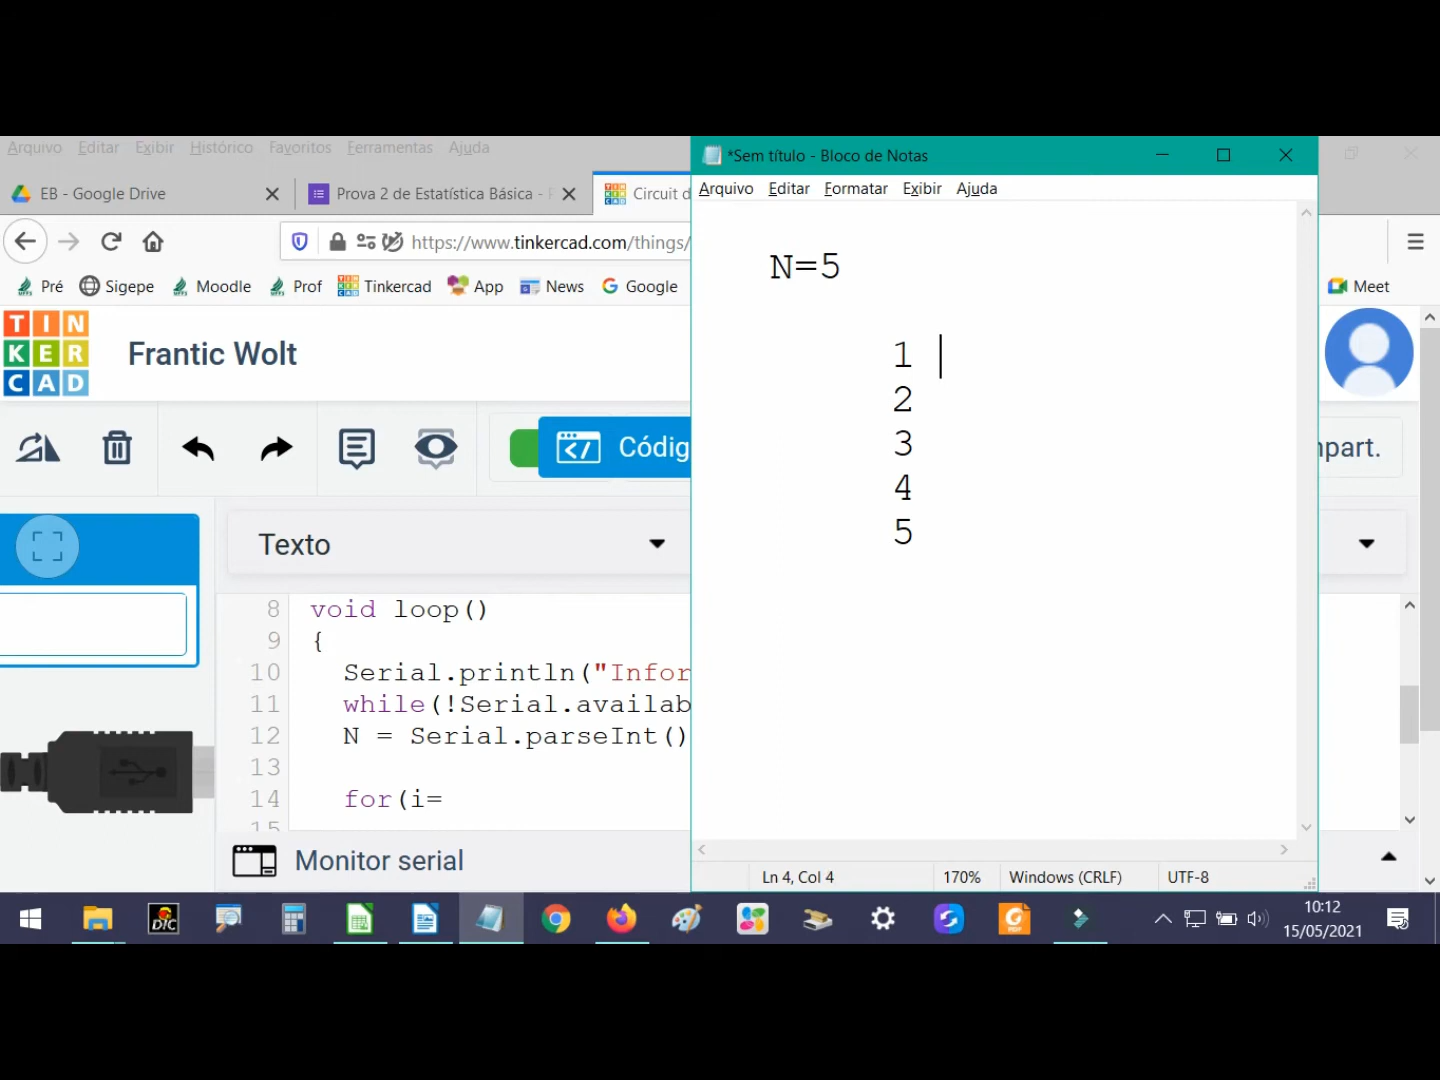 Arquivo Editar Exibir Histórico Favoritos Ferramentas Ajuda
EB - Google Drive
Prova 2 de Estatística Básica -
Circuit d
https://www.tinkercad.com/things/
Pré Sigepe Moodle Prof Tinkercad App News Google
Meet
TIN
KER
CAD
Frantic Wolt
Códig
npart.
Texto
8 void loop()
9 {
10 Serial.println("Infor
11 while(!Serial.availab
12 N = Serial.parseInt()
13
14 for(i=
15
Monitor serial
*Sem título - Bloco de Notas
Arquivo Editar Formatar Exibir Ajuda
N=5
1
2
3
4
5
Ln 4, Col 4 170% Windows (CRLF) UTF-8
DIC
10:12
15/05/2021